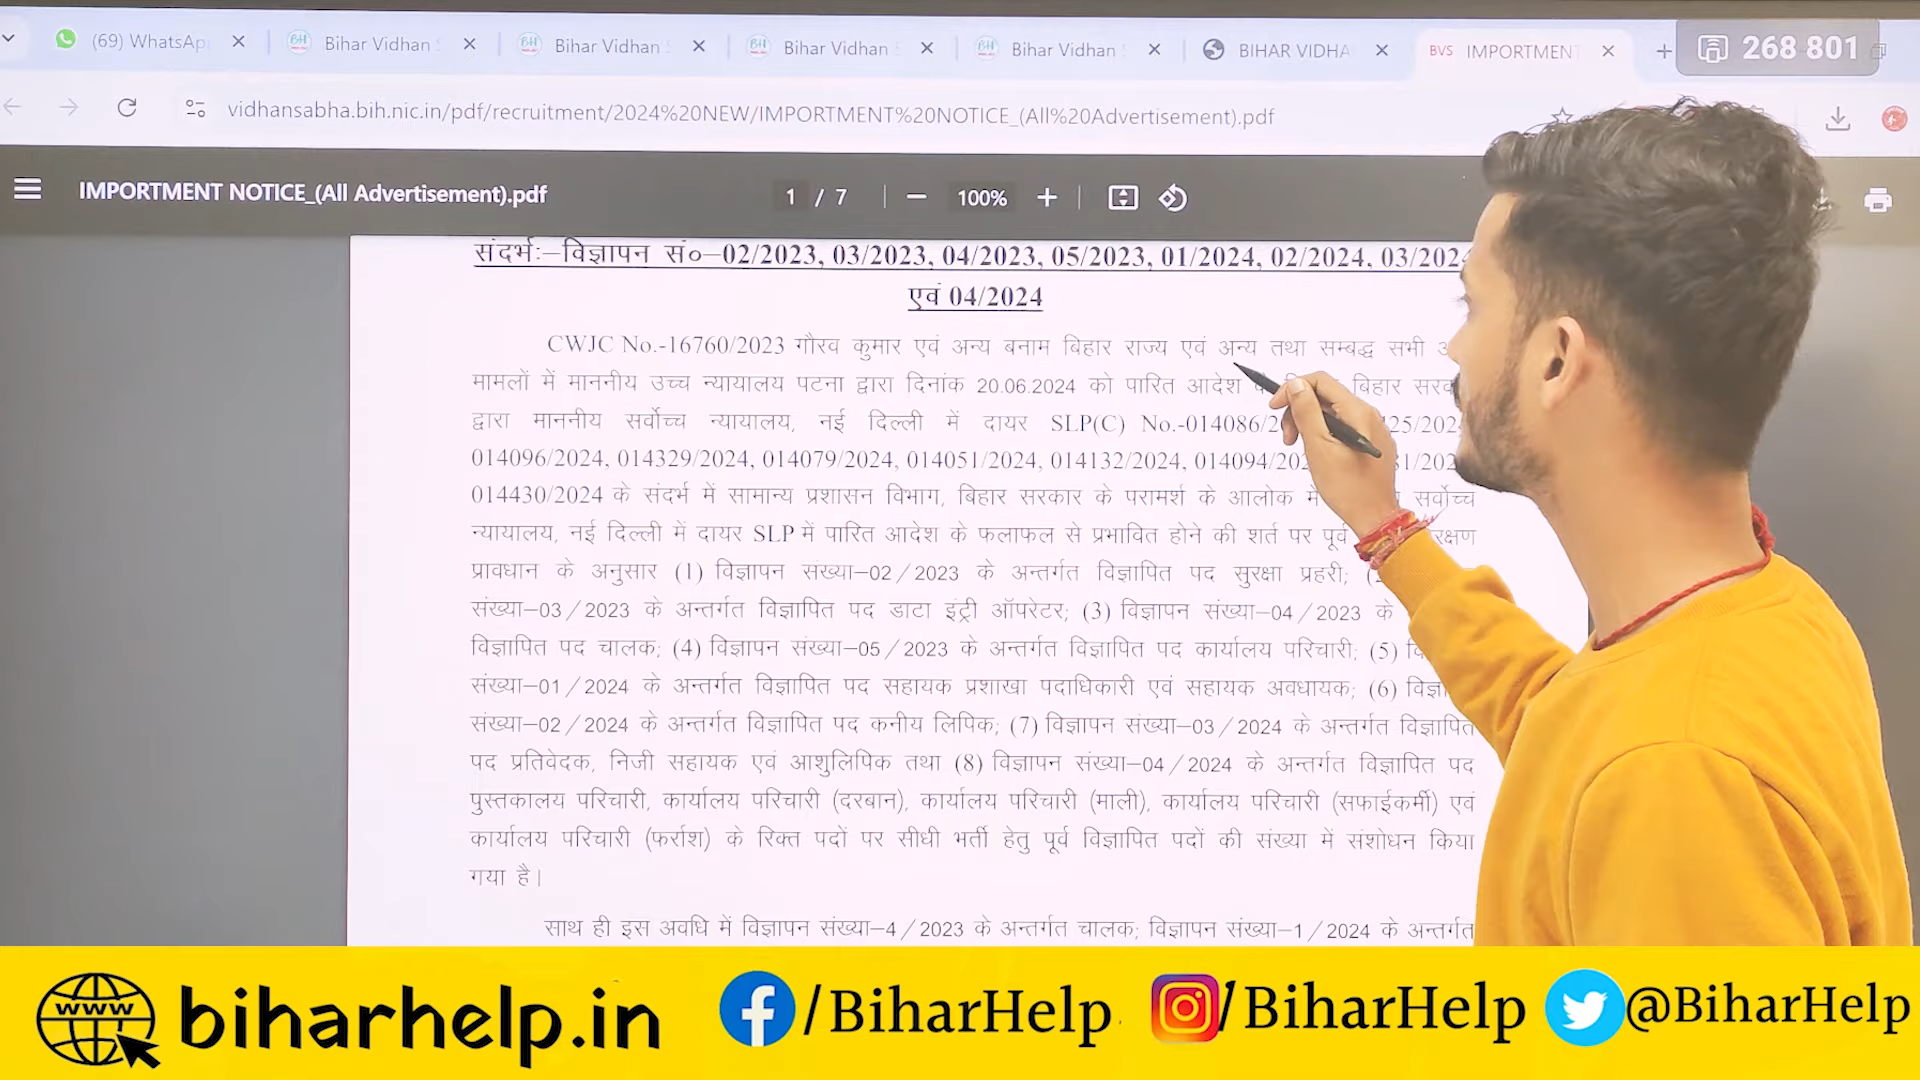 (69) WhatsAp
Bihar Vidhan S
Bihar Vidhan S
Bihar Vidhan S
Bihar Vidhan S
BIHAR VIDHA
BVS IMPORTMENT
268 801
vidhansabha.bih.nic.in/pdf/recruitment/2024%20NEW/IMPORTMENT%20NOTICE_(All%20Advertisement).pdf
IMPORTMENT NOTICE_(All Advertisement).pdf
1 / 7
100%
संदर्भः–विज्ञापन सं०–02/2023, 03/2023, 04/2023, 05/2023, 01/2024, 02/2024, 03/2024
एवं 04/2024
CWJC No.-16760/2023 गौरव कुमार एवं अन्य बनाम बिहार राज्य एवं अन्य तथा सम्बद्ध सभी
मामलों में माननीय उच्च न्यायालय पटना द्वारा दिनांक 20.06.2024 को पारित आदेश बिहार
द्वारा माननीय सर्वोच्च न्यायालय, नई दिल्ली में दायर SLP(C) No.-014086/ 25/202
014096/2024, 014329/2024, 014079/2024, 014051/2024, 014132/2024, 014094/20 1/202
014430/2024 के संदर्भ में सामान्य प्रशासन विभाग, बिहार सरकार के परामर्श के आलोक में सर्वोच्च
न्यायालय, नई दिल्ली में दायर SLP में पारित आदेश के फलाफल से प्रभावित होने की शर्त पर पूर्व रक्षण
प्रावधान के अनुसार (1) विज्ञापन सख्या–02/2023 के अन्तर्गत विज्ञापित पद सुरक्षा प्रहरी;
संख्या–03/2023 के अन्तर्गत विज्ञापित पद डाटा इंट्री ऑपरेटर; (3) विज्ञापन संख्या–04/2023 के
विज्ञापित पद चालक; (4) विज्ञापन संख्या–05/2023 के अन्तर्गत विज्ञापित पद कार्यालय परिचारी; (5)
संख्या–01/2024 के अन्तर्गत विज्ञापित पद सहायक प्रशाखा पदाधिकारी एवं सहायक अवधायक; (6)
संख्या–02/2024 के अन्तर्गत विज्ञापित पद कनीय लिपिक; (7) विज्ञापन संख्या–03/2024 के अन्तर्गत विज्ञापित
पद प्रतिवेदक, निजी सहायक एवं आशुलिपिक तथा (8) विज्ञापन संख्या–04/2024 के अन्तर्गत विज्ञापित पद
पुस्तकालय परिचारी, कार्यालय परिचारी (दरबान), कार्यालय परिचारी (माली), कार्यालय परिचारी (सफाईकर्मी) एवं
कार्यालय परिचारी (फर्राश) के रिक्त पदों पर सीधी भर्ती हेतु पूर्व विज्ञापित पदों की संख्या में संशोधन किया
गया है।
साथ ही इस अवधि में विज्ञापन संख्या–4/2023 के अन्तर्गत चालक; विज्ञापन संख्या–1/2024 के अन्तर्गत
www biharhelp.in /BiharHelp /BiharHelp @BiharHelp